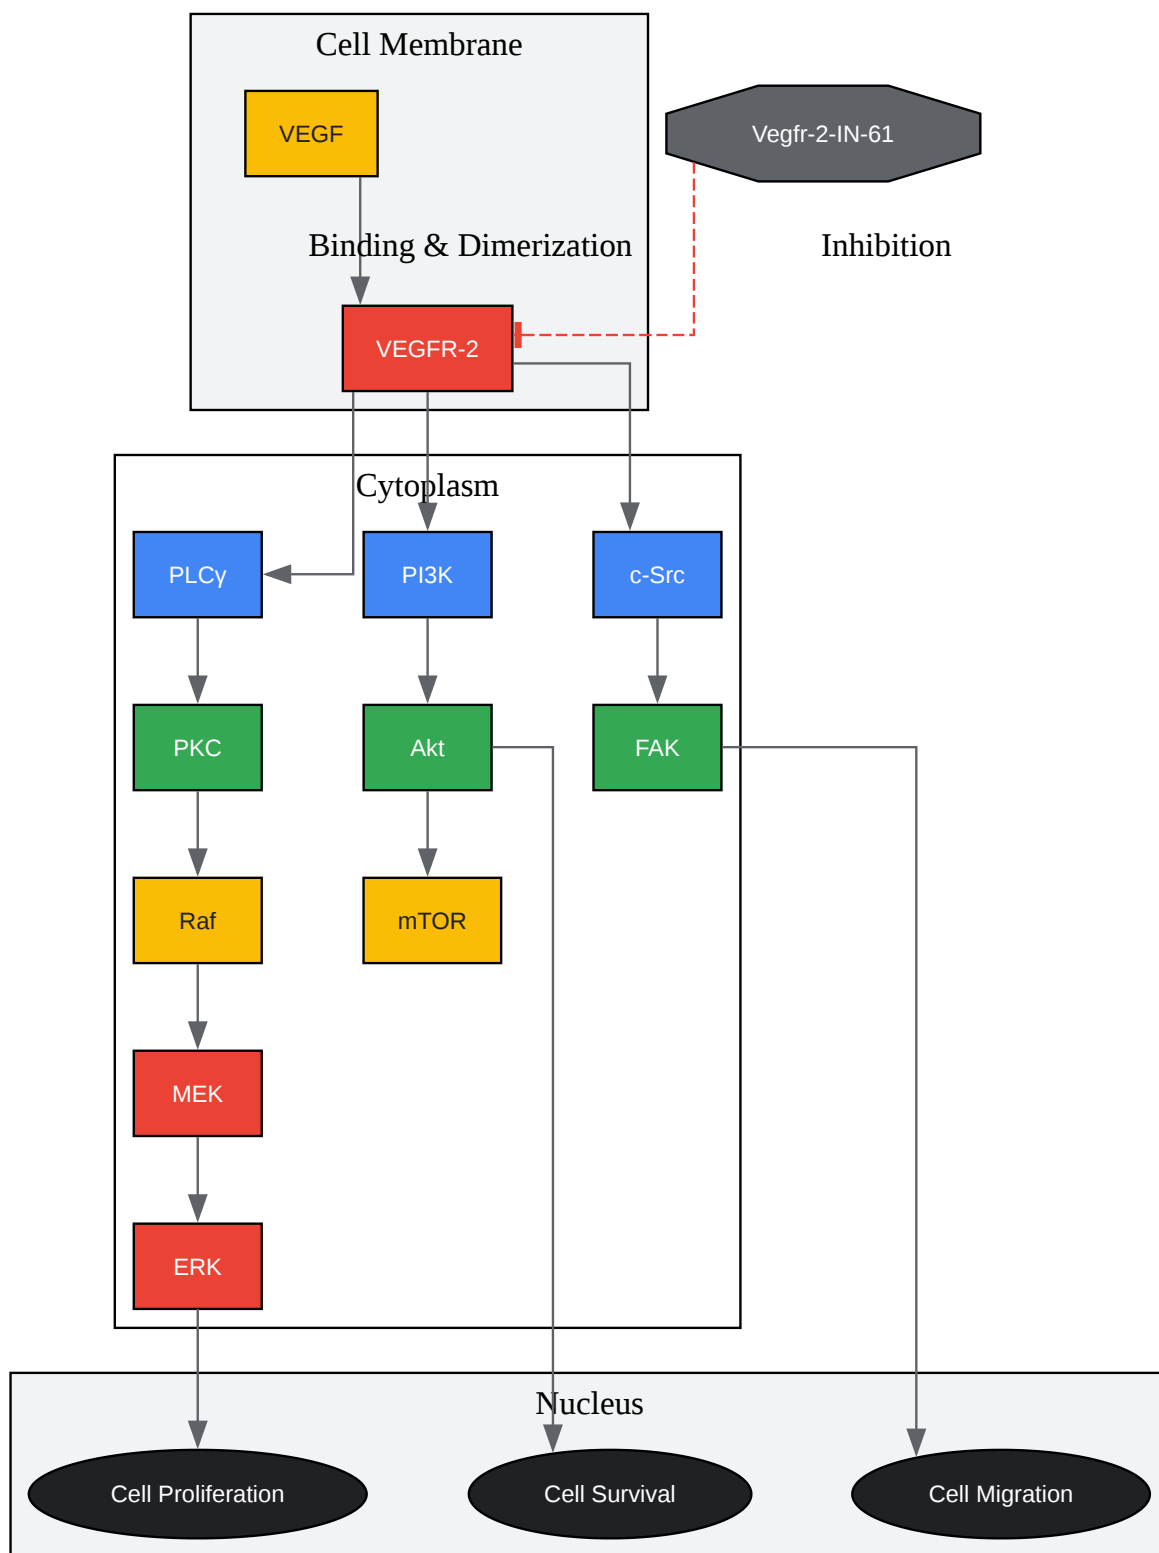 Cell Membrane
VEGF
Vegfr-2-IN-61
Binding & Dimerization
Inhibition
VEGFR-2
Cytoplasm
PLCγ
PI3K
c-Src
PKC
Akt
FAK
Raf
mTOR
MEK
ERK
Nucleus
Cell Proliferation
Cell Survival
Cell Migration